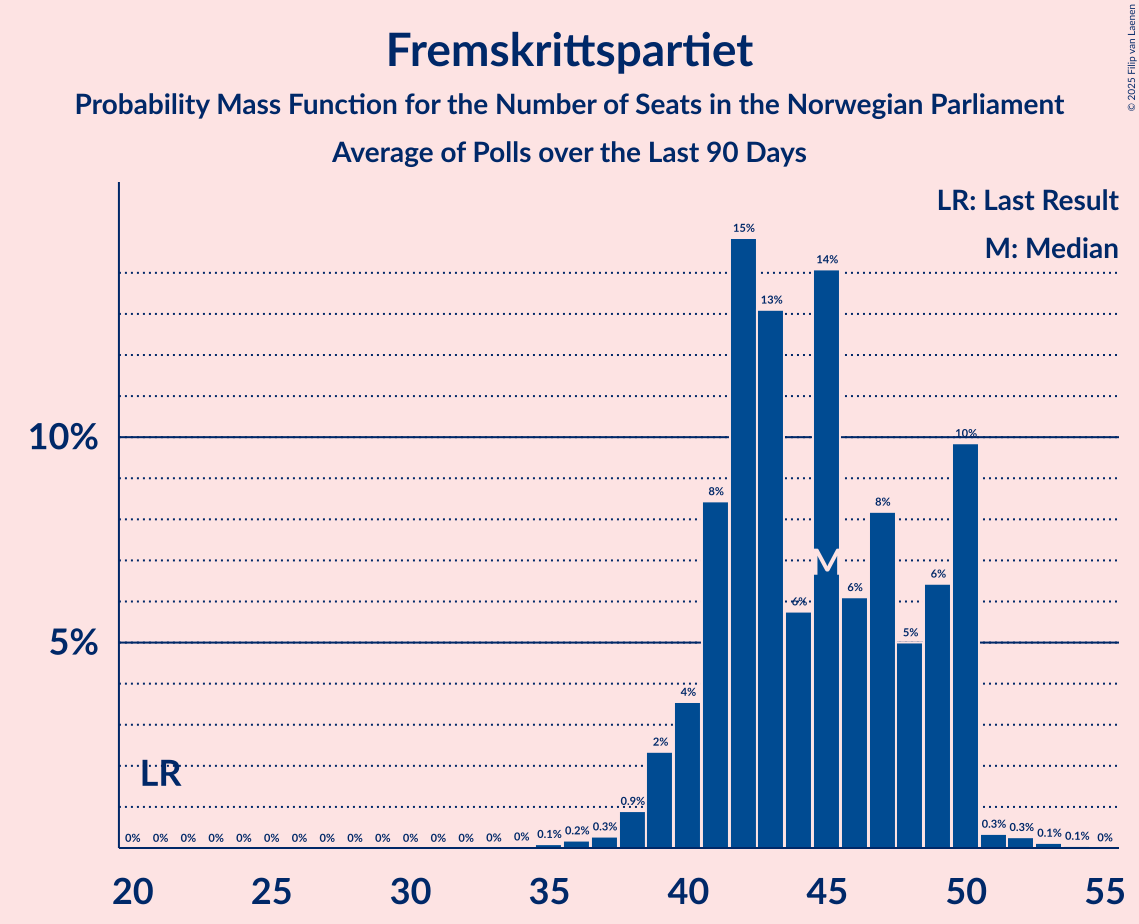 © 2025 Filip van Laenen
Fremskrittspartiet
Probability Mass Function for the Number of Seats in the Norwegian Parliament
Average of Polls over the Last 90 Days
LR: Last Result
M: Median
15%
14%
13%
10%
10%
8%
8%
M
6%
6%
6%
5%
5%
4%
2%
LR
0.9%
0% 0% 0% 0% 0% 0% 0% 0% 0% 0% 0% 0% 0% 0% 0% 0.1% 0.2% 0.3% 0.3% 0.3% 0.1% 0.1% 0%
20 25 30 35 40 45 50 55